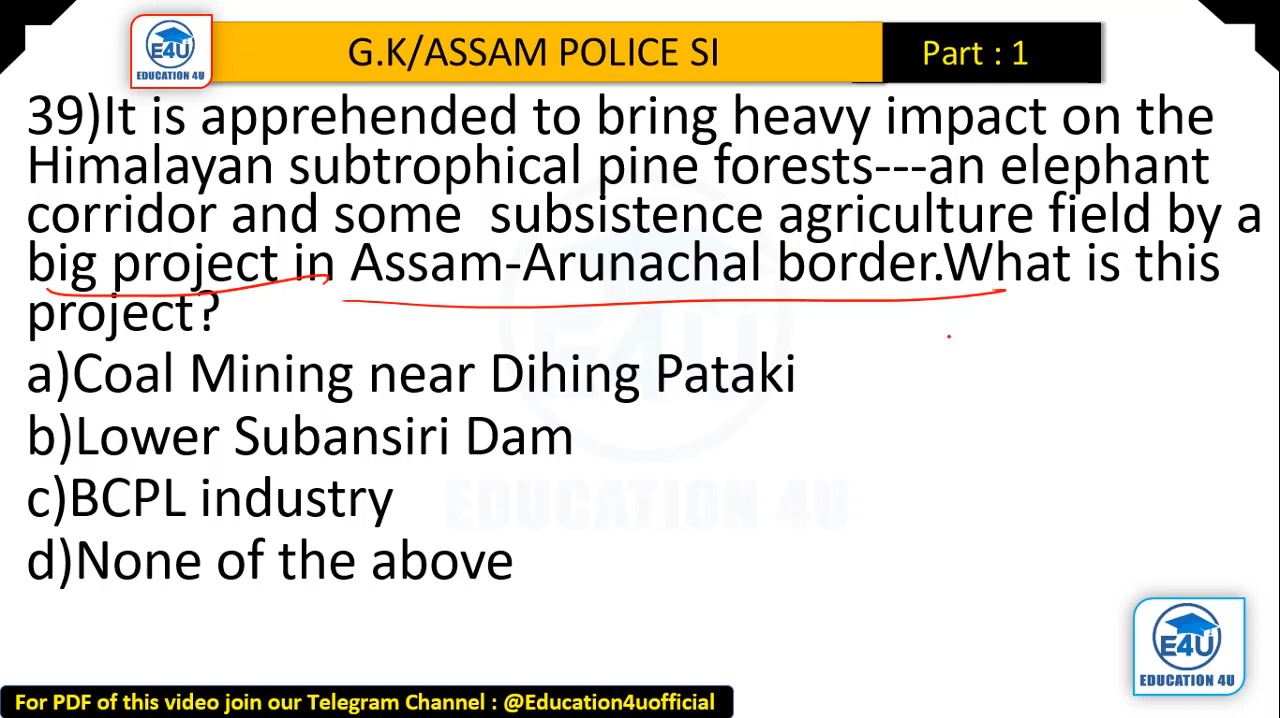 E4U
EDUCATION 4U
G.K/ASSAM POLICE SI
Part : 1
39)It is apprehended to bring heavy impact on the
Himalayan subtrophical pine forests---an elephant
corridor and some subsistence agriculture field by a
big project in Assam-Arunachal border.What is this
project?
a)Coal Mining near Dihing Pataki
b)Lower Subansiri Dam
c)BCPL industry
d)None of the above
E4U
EDUCATION 4U
E4U
EDUCATION 4U
For PDF of this video join our Telegram Channel : @Education4uofficial